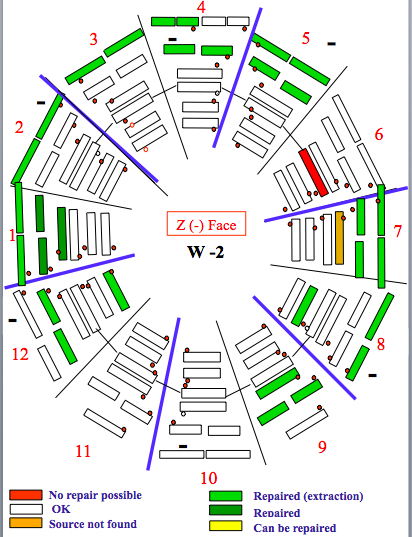 4
3
5
-
-
-
2
6
1
Z (-) Face
W -2
7
-
12
8
-
11
9
-
10
No repair possible
OK
Source not found
Repaired (extraction)
Repaired
Can be repaired